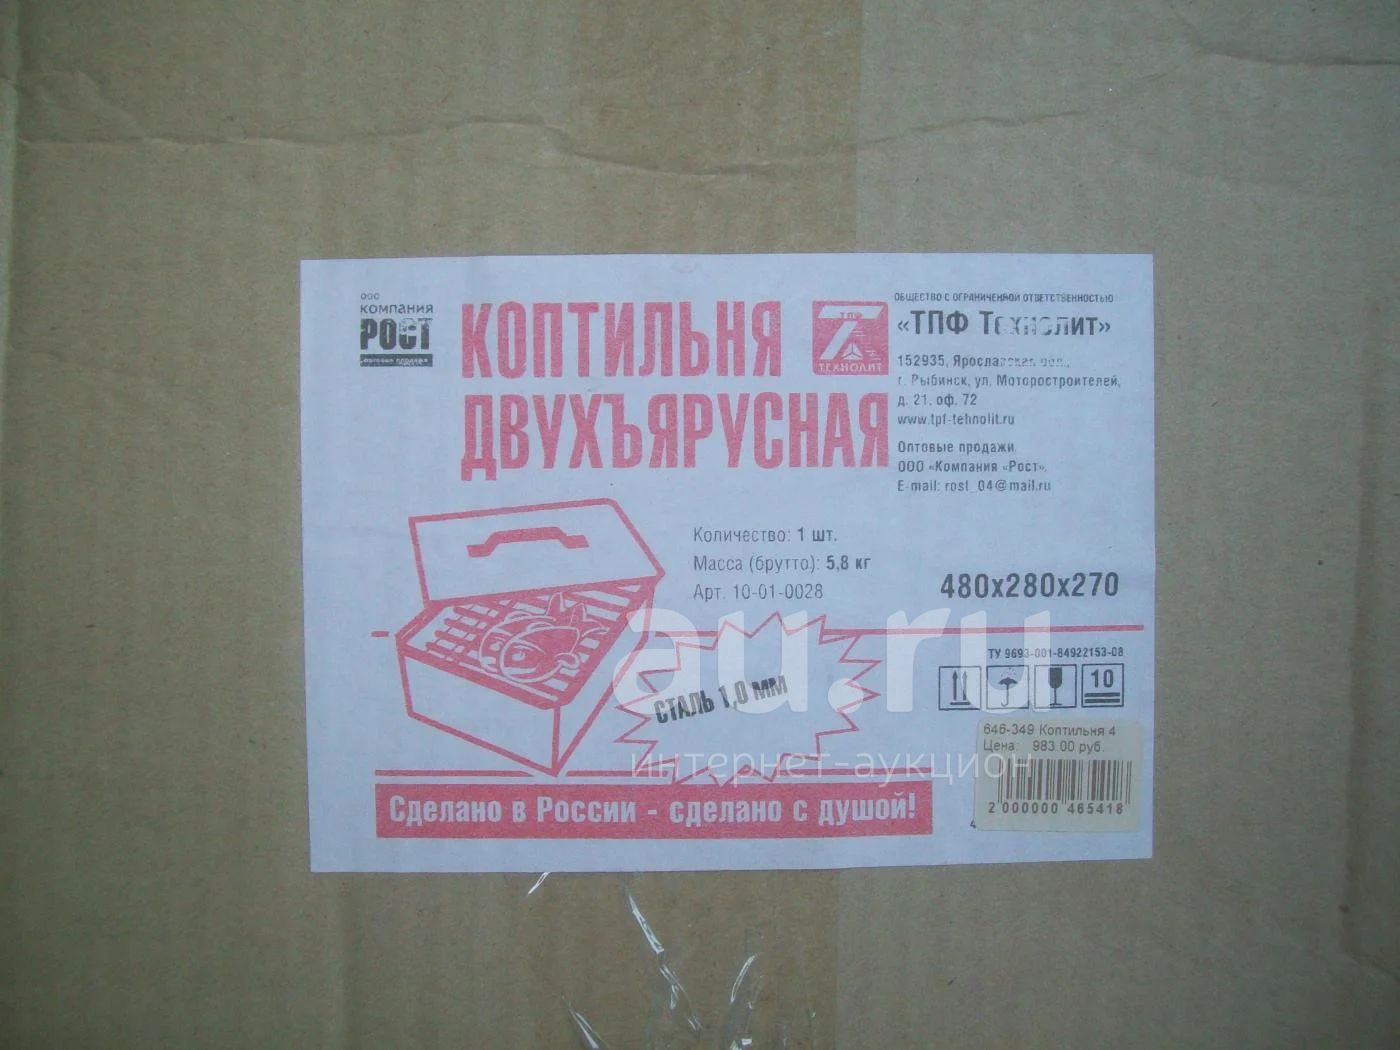 ООО
КОМПАНИЯ
РОСТ
КОПТИЛЬНЯ
ДВУХЪЯРУСНАЯ
ТПФ
ТЕХНОЛИТ
ОБЩЕСТВО С ОГРАНИЧЕННОЙ ОТВЕТСТВЕННОСТЬЮ
«ТПФ Технолит»
152935, Ярославская обл.,
г. Рыбинск, ул. Моторостроителей,
д. 21, оф. 72
www.tpf-tehnolit.ru
Оптовые продажи
ООО «Компания «Рост».
E-mail: rost_04@mail.ru
Количество: 1 шт.
Масса (брутто): 5,8 кг
Арт. 10-01-0028
480х280х270
ТУ 9693-001-84922153-08
10
СТАЛЬ 1,0 ММ
au.ru
интернет-аукцион
646-349 Коптильня 4
Цена: 983.00 руб.
2 000000 465418
Сделано в России - сделано с душой!